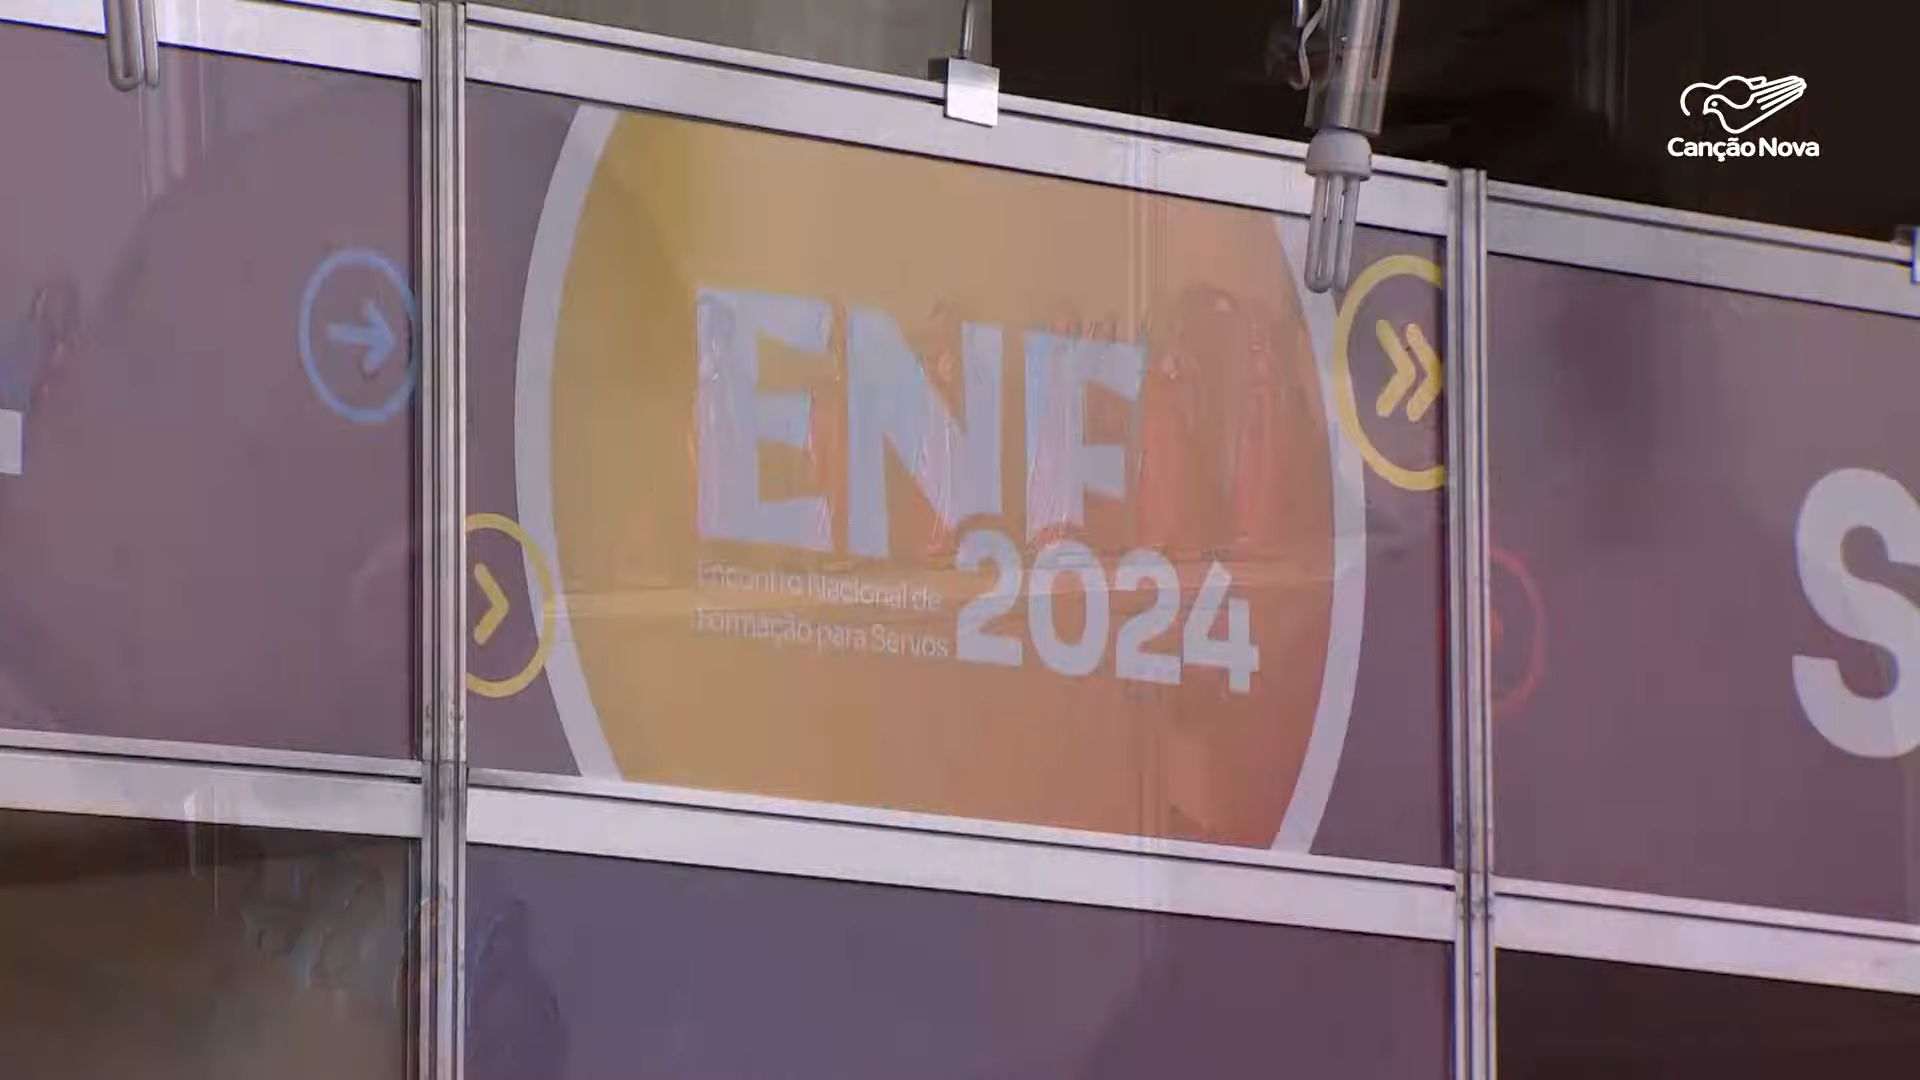 Canção Nova
ENF
2024
Encontro Nacional de
Formação para Servos
S